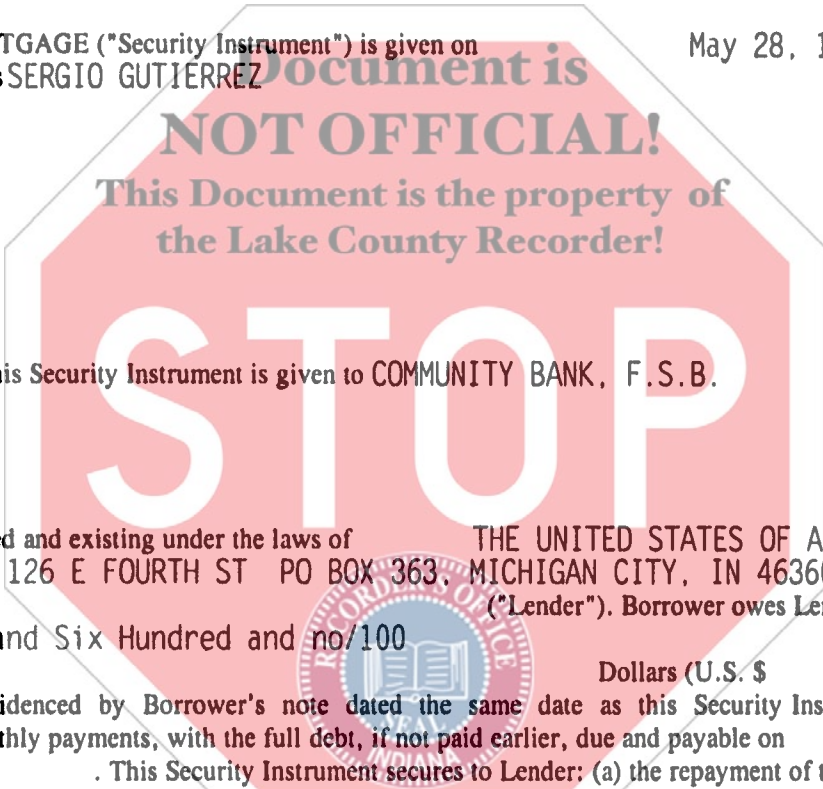 TGAGE ("Security Instrument") is given on May 28, 1
SERGIO GUTIERREZ
Document is
NOT OFFICIAL!
This Document is the property of
the Lake County Recorder!
STOP
is Security Instrument is given to COMMUNITY BANK, F.S.B.
d and existing under the laws of THE UNITED STATES OF A
126 E FOURTH ST PO BOX 363, MICHIGAN CITY, IN 4636
("Lender"). Borrower owes Le
nd Six Hundred and no/100
Dollars (U.S. $
idenced by Borrower's note dated the same date as this Security Ins
thly payments, with the full debt, if not paid earlier, due and payable on
. This Security Instrument secures to Lender: (a) the repayment of t
RECORDER'S OFFICE
SEAL
INDIANA